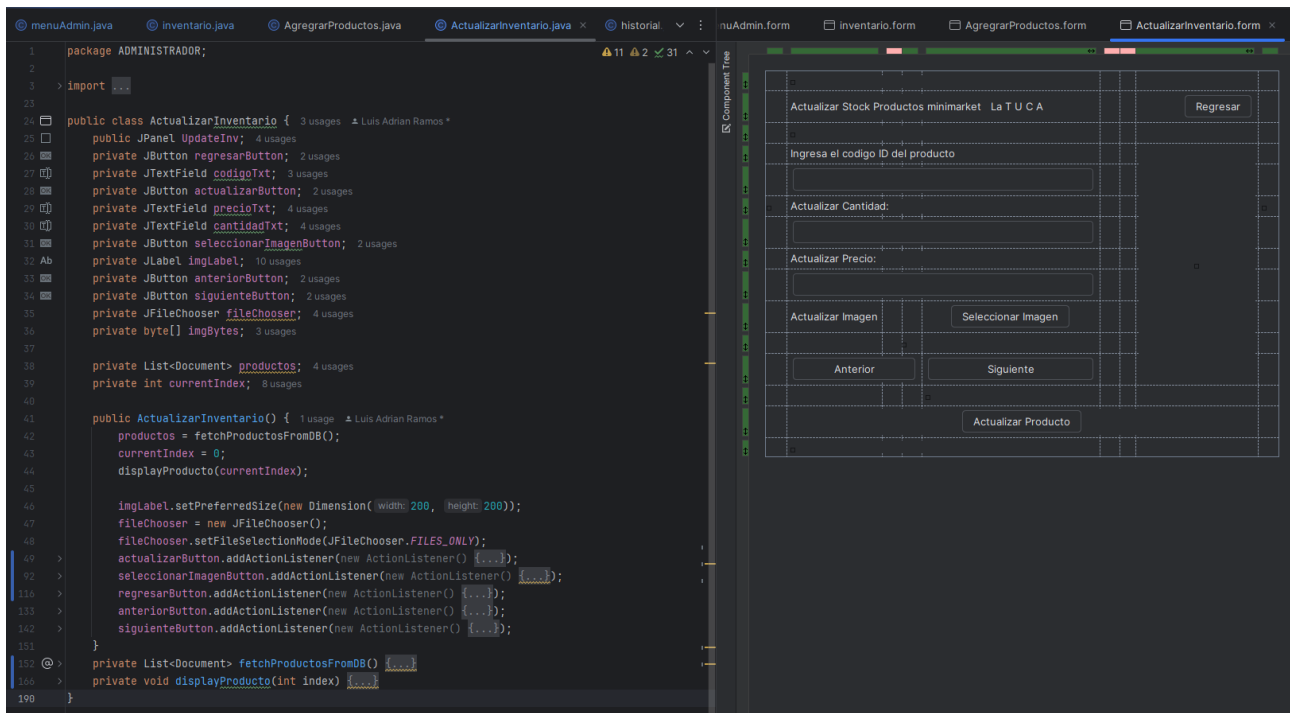 menuAdmin.java inventario.java AgregrarProductos.java ActualizarInventario.java × historial.
1 package ADMINISTRADOR;
2
3 import ...
23
24 public class ActualizarInventario { 3 usages Luis Adrian Ramos *
25 public JPanel UpdateInv; 4 usages
26 private JButton regresarButton; 2 usages
27 private JTextField codigoTxt; 3 usages
28 private JButton actualizarButton; 2 usages
29 private JTextField precioTxt; 4 usages
30 private JTextField cantidadTxt; 4 usages
31 private JButton seleccionarImagenButton; 2 usages
32 Ab private JLabel imgLabel; 10 usages
33 private JButton anteriorButton; 2 usages
34 private JButton siguienteButton; 2 usages
35 private JFileChooser fileChooser; 4 usages
36 private byte[] imgBytes; 3 usages
37
38 private List<Document> productos; 4 usages
39 private int currentIndex; 8 usages
40
41 public ActualizarInventario() { 1 usage Luis Adrian Ramos *
42 productos = fetchProductosFromDB();
43 currentIndex = 0;
44 displayProducto(currentIndex);
45
46 imgLabel.setPreferredSize(new Dimension( width: 200, height: 200));
47 fileChooser = new JFileChooser();
48 fileChooser.setFileSelectionMode(JFileChooser.FILES_ONLY);
49 actualizarButton.addActionListener(new ActionListener() {...});
92 seleccionarImagenButton.addActionListener(new ActionListener() {...});
116 regresarButton.addActionListener(new ActionListener() {...});
133 anteriorButton.addActionListener(new ActionListener() {...});
142 siguienteButton.addActionListener(new ActionListener() {...});
151 }
152 @ private List<Document> fetchProductosFromDB() {...}
166 private void displayProducto(int index) {...}
190 }
11 2 31
nuAdmin.form inventario.form AgregrarProductos.form ActualizarInventario.form ×
Component Tree
Actualizar Stock Productos minimarket La T U C A Regresar
Ingresa el codigo ID del producto
Actualizar Cantidad:
Actualizar Precio:
Actualizar Imagen Seleccionar Imagen
Anterior Siguiente
Actualizar Producto